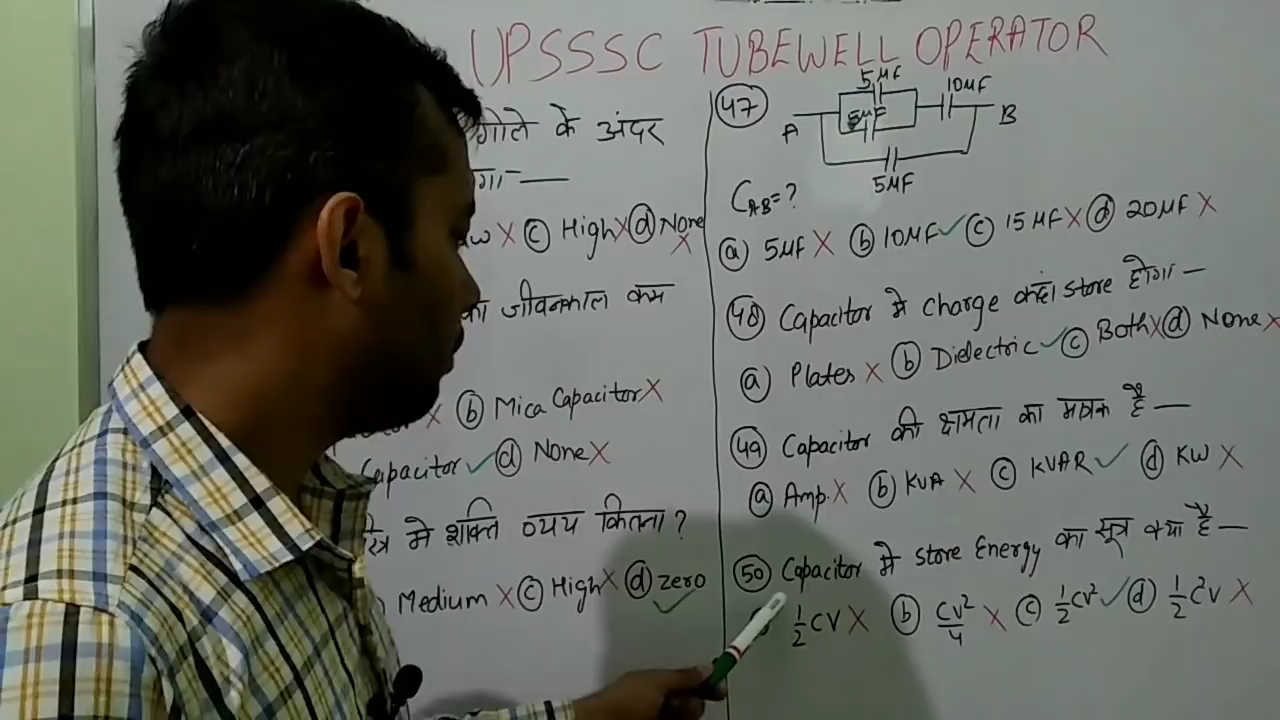 UPSSSC TUBEWELL OPERATOR
गोले के अंदर
गा —
X ⓒ High X ⓓ None X
का जीवनकाल कम
X ⓑ Mica Capacitor X
Capacitor ✓ ⓓ None X
मे शक्ति व्यय कितना ?
Medium X ⓒ High X ⓓ zero ✓
(47) 5μF 10μF
A 5μF B
5μF
C_AB = ?
ⓐ 5μF X ⓑ 10μF ✓ ⓒ 15μF X ⓓ 20μF X
(48) Capacitor मे charge कहां store होगा —
ⓐ Plates X ⓑ Dielectric ✓ ⓒ Both X ⓓ None X
(49) Capacitor की क्षमता का मात्रक है —
ⓐ Amp. X ⓑ KVA X ⓒ KVAR ✓ ⓓ KW X
(50) Capacitor मे store Energy का सूत्र क्या है —
½CV X ⓑ CV²/4 X ⓒ ½CV² ✓ ⓓ ½C²V X